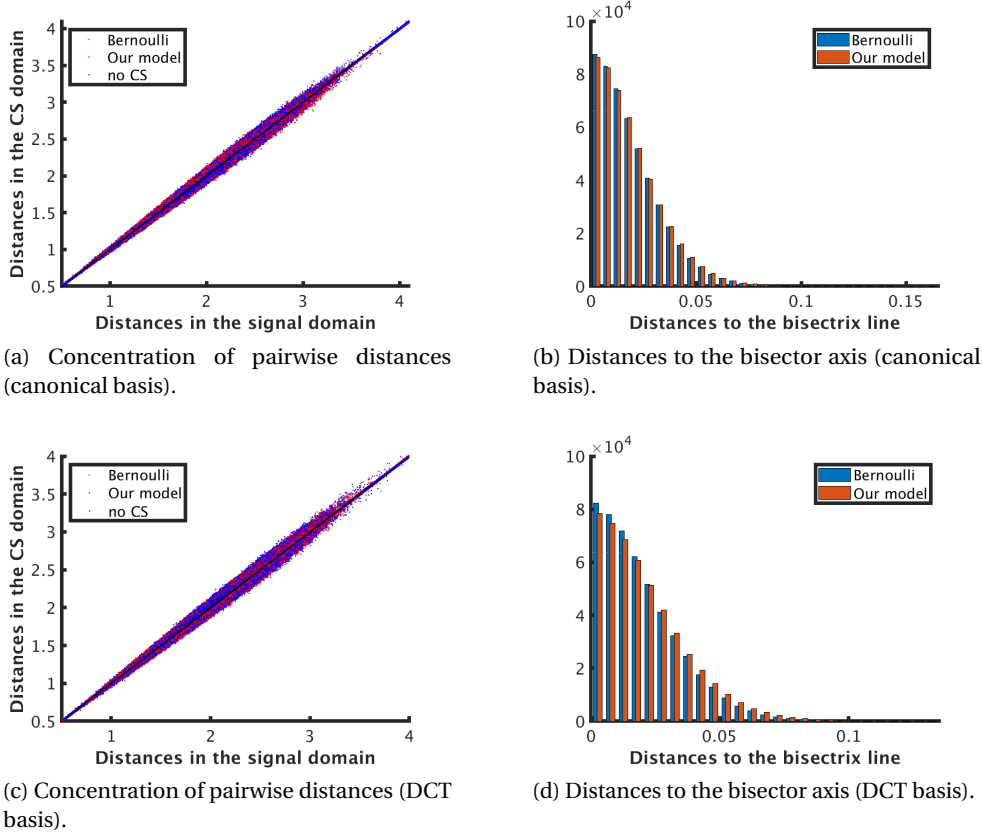 Distances in the CS domain
4
3.5
3
2.5
2
1.5
1
0.5
Bernoulli
Our model
no CS
1
2
3
4
Distances in the signal domain
(a) Concentration of pairwise distances
(canonical basis).
×10⁴
10
8
6
4
2
0
Bernoulli
Our model
0
0.05
0.1
0.15
Distances to the bisectrix line
(b) Distances to the bisector axis (canonical
basis).
Distances in the CS domain
4
3.5
3
2.5
2
1.5
1
0.5
Bernoulli
Our model
no CS
1
2
3
4
Distances in the signal domain
(c) Concentration of pairwise distances (DCT
basis).
×10⁴
10
8
6
4
2
0
Bernoulli
Our model
0
0.05
0.1
Distances to the bisectrix line
(d) Distances to the bisector axis (DCT basis).